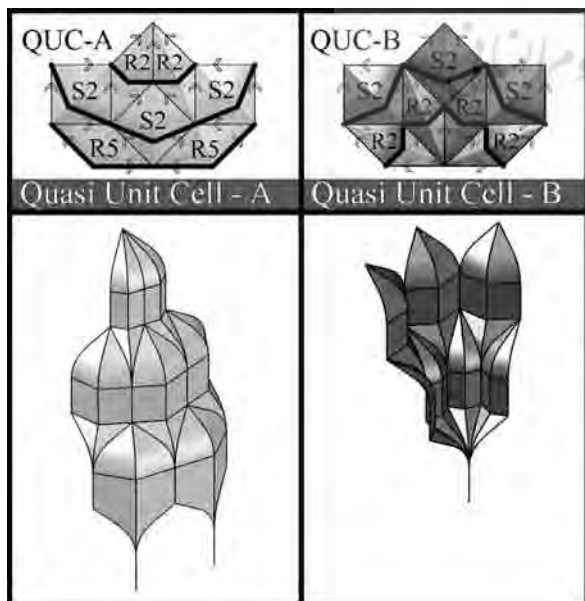 QUC-A
R2 R2
S2 S2
S2
R5 R5
Quasi Unit Cell - A
QUC-B
S2
S2 S2
R2 R2
R2 R2
Quasi Unit Cell - B